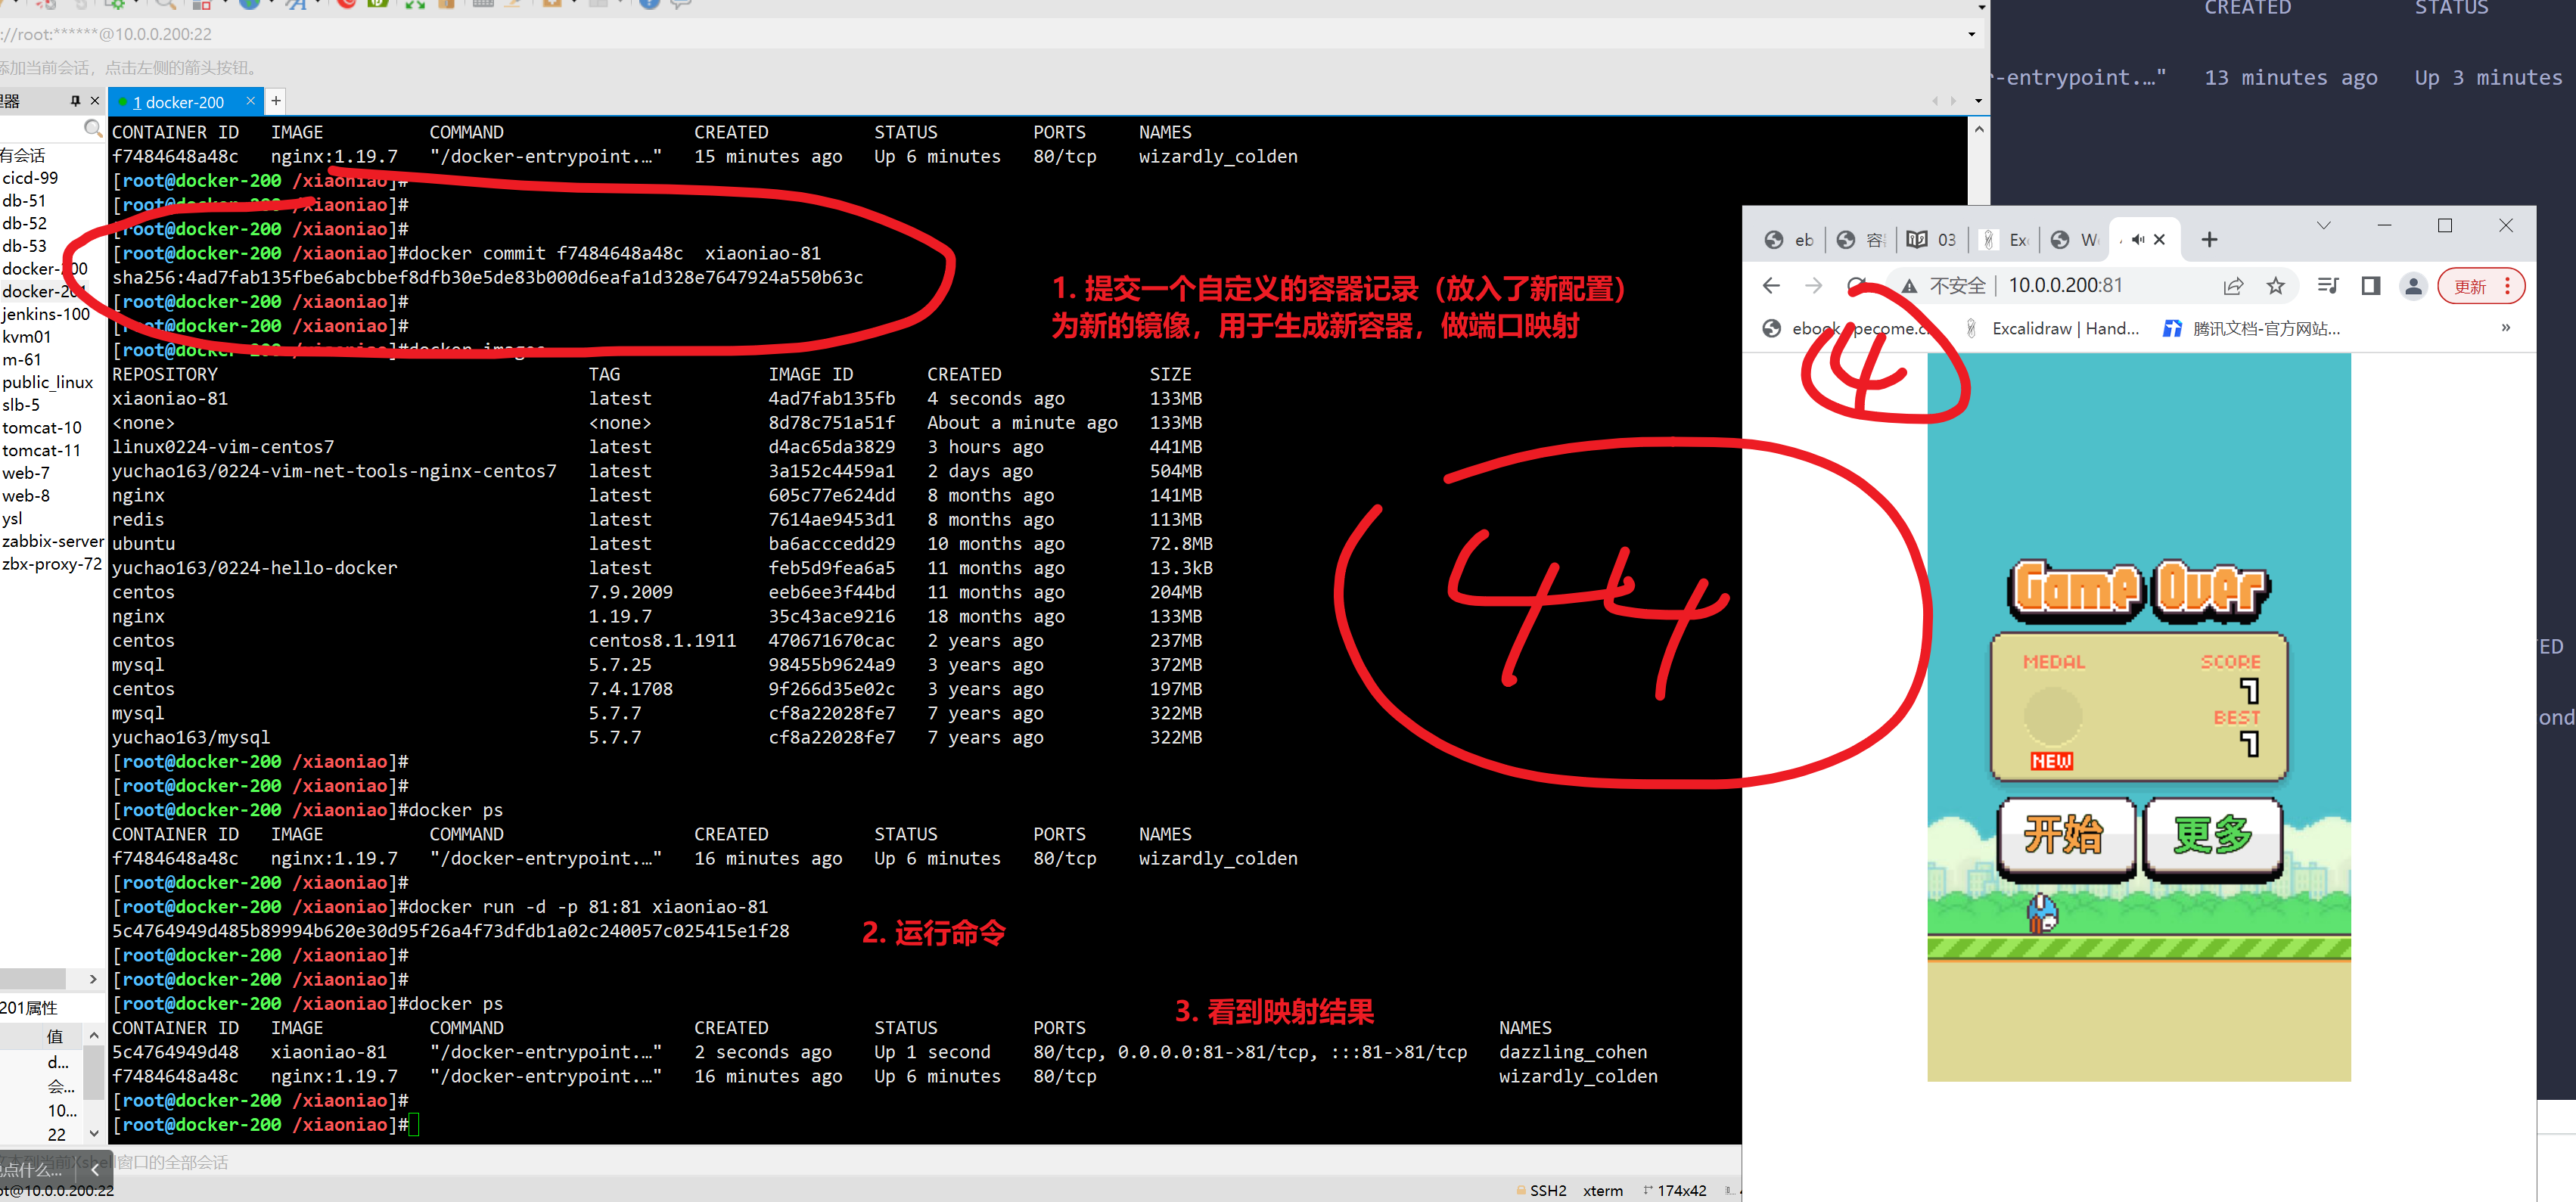 CREATED STATUS
://root:******@10.0.0.200:22
添加当前会话，点击左侧的箭头按钮。
-entrypoint.…" 13 minutes ago Up 3 minutes
理器
1 docker-200
有会话
cicd-99
db-51
db-52
db-53
docker-200
docker-201
jenkins-100
kvm01
m-61
public_linux
slb-5
tomcat-10
tomcat-11
web-7
web-8
ysl
zabbix-server
zbx-proxy-72
201属性
值
d...
会...
10...
22
CONTAINER ID IMAGE COMMAND CREATED STATUS PORTS NAMES
f7484648a48c nginx:1.19.7 "/docker-entrypoint.…" 15 minutes ago Up 6 minutes 80/tcp wizardly_colden
[root@docker-200 /xiaoniao]#
[root@docker-200 /xiaoniao]#
[root@docker-200 /xiaoniao]#
[root@docker-200 /xiaoniao]#docker commit f7484648a48c xiaoniao-81
sha256:4ad7fab135fbe6abcbbef8dfb30e5de83b000d6eafa1d328e7647924a550b63c
[root@docker-200 /xiaoniao]#
[root@docker-200 /xiaoniao]#
[root@docker-200 /xiaoniao]#docker images
REPOSITORY TAG IMAGE ID CREATED SIZE
xiaoniao-81 latest 4ad7fab135fb 4 seconds ago 133MB
<none> <none> 8d78c751a51f About a minute ago 133MB
linux0224-vim-centos7 latest d4ac65da3829 3 hours ago 441MB
yuchao163/0224-vim-net-tools-nginx-centos7 latest 3a152c4459a1 2 days ago 504MB
nginx latest 605c77e624dd 8 months ago 141MB
redis latest 7614ae9453d1 8 months ago 113MB
ubuntu latest ba6acccedd29 10 months ago 72.8MB
yuchao163/0224-hello-docker latest feb5d9fea6a5 11 months ago 13.3kB
centos 7.9.2009 eeb6ee3f44bd 11 months ago 204MB
nginx 1.19.7 35c43ace9216 18 months ago 133MB
centos centos8.1.1911 470671670cac 2 years ago 237MB
mysql 5.7.25 98455b9624a9 3 years ago 372MB
centos 7.4.1708 9f266d35e02c 3 years ago 197MB
mysql 5.7.7 cf8a22028fe7 7 years ago 322MB
yuchao163/mysql 5.7.7 cf8a22028fe7 7 years ago 322MB
[root@docker-200 /xiaoniao]#
[root@docker-200 /xiaoniao]#
[root@docker-200 /xiaoniao]#docker ps
CONTAINER ID IMAGE COMMAND CREATED STATUS PORTS NAMES
f7484648a48c nginx:1.19.7 "/docker-entrypoint.…" 16 minutes ago Up 6 minutes 80/tcp wizardly_colden
[root@docker-200 /xiaoniao]#
[root@docker-200 /xiaoniao]#docker run -d -p 81:81 xiaoniao-81
5c4764949d485b89994b620e30d95f26a4f73dfdb1a02c240057c025415e1f28
[root@docker-200 /xiaoniao]#
[root@docker-200 /xiaoniao]#
[root@docker-200 /xiaoniao]#docker ps
CONTAINER ID IMAGE COMMAND CREATED STATUS PORTS NAMES
5c4764949d48 xiaoniao-81 "/docker-entrypoint.…" 2 seconds ago Up 1 second 80/tcp, 0.0.0.0:81->81/tcp, :::81->81/tcp dazzling_cohen
f7484648a48c nginx:1.19.7 "/docker-entrypoint.…" 16 minutes ago Up 6 minutes 80/tcp wizardly_colden
[root@docker-200 /xiaoniao]#
[root@docker-200 /xiaoniao]#
1. 提交一个自定义的容器记录（放入了新配置）
为新的镜像，用于生成新容器，做端口映射
2. 运行命令
3. 看到映射结果
4
44
eb 03 Ex W
不安全 10.0.0.200:81 更新
Excalidraw | Hand... 腾讯文档-官方网站... »
Game Over
MEDAL SCORE
1
BEST
1
NEW
开始 更多
TED
ond
点什么... 窗口的全部会话
ot@10.0.0.200:22
SSH2 xterm 174x42